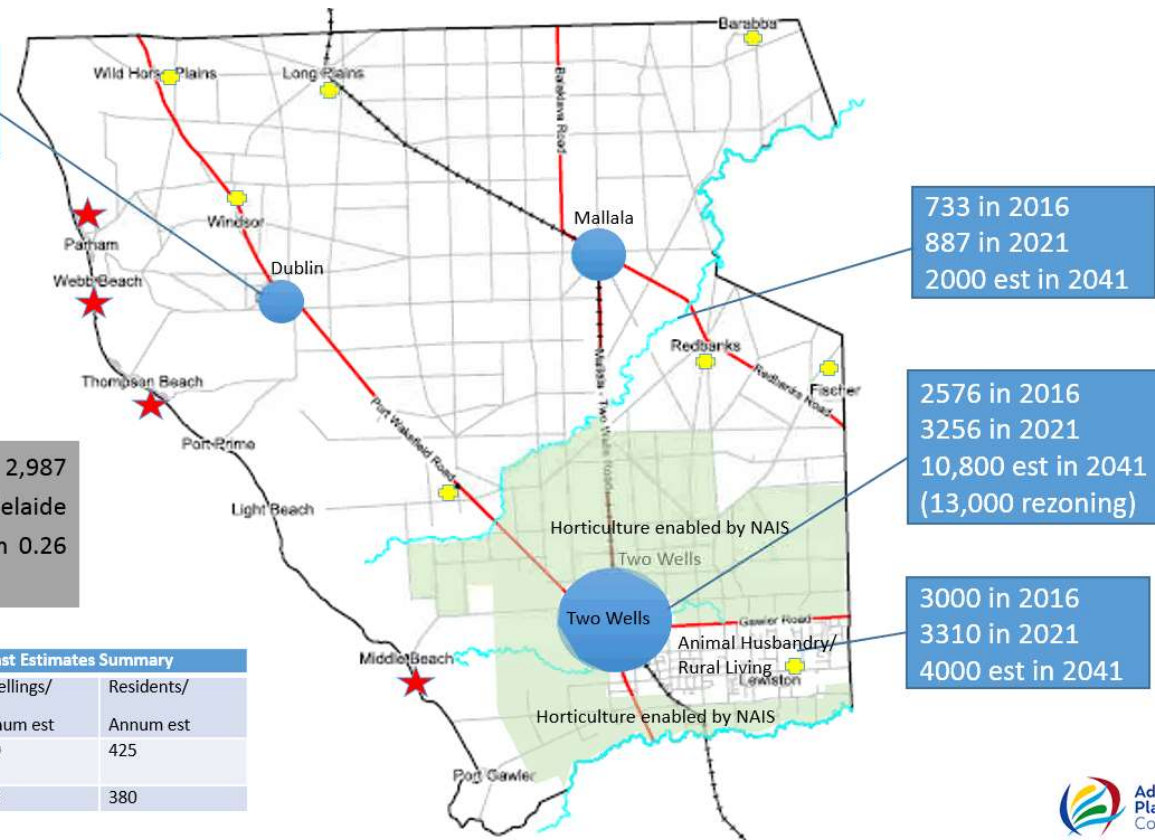 Barabba
Wild Horse Plains
Long Plains
Balaklava Road
Windsor
Mallala
Parham
Dublin
Webb Beach
733 in 2016
887 in 2021
2000 est in 2041
Redbanks
Redbanks Road
Fischer
Thompson Beach
Port Wakefield Road
Mallala - Two Wells Road
Port Prime
2576 in 2016
3256 in 2021
10,800 est in 2041
(13,000 rezoning)
2,987
elaide
0.26
Light Beach
Horticulture enabled by NAIS
Two Wells
Two Wells
Gawler Road
Animal Husbandry/
Rural Living
Lewiston
3000 in 2016
3310 in 2021
4000 est in 2041
Middle Beach
Horticulture enabled by NAIS
Port Gawler
ast Estimates Summary
ellings/
Residents/
um est
Annum est
425
380
Ad
Pla
Co